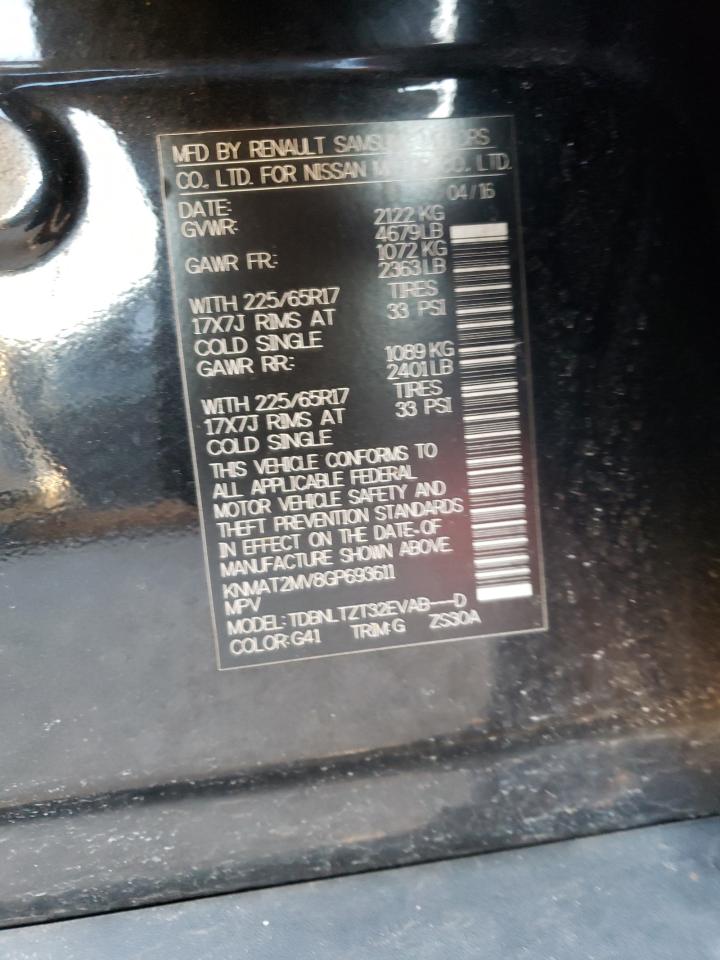 MFD BY RENAULT SAMSUNG MOTORS
CO., LTD. FOR NISSAN MOTOR CO., LTD.
DATE: 04/16
GVWR: 2122 KG
4679 LB
GAWR FR: 1072 KG
2363 LB
WITH 225/65R17 TIRES
17X7J RIMS AT 33 PSI
COLD SINGLE
GAWR RR: 1089 KG
2401 LB
WITH 225/65R17 TIRES
17X7J RIMS AT 33 PSI
COLD SINGLE
THIS VEHICLE CONFORMS TO
ALL APPLICABLE FEDERAL
MOTOR VEHICLE SAFETY AND
THEFT PREVENTION STANDARDS
IN EFFECT ON THE DATE-OF
MANUFACTURE SHOWN ABOVE.
KNMAT2MV8GP693611
MPV
MODEL: TDBNLTZT32EVAB---D
COLOR: G41 TRIM: G ZS30A